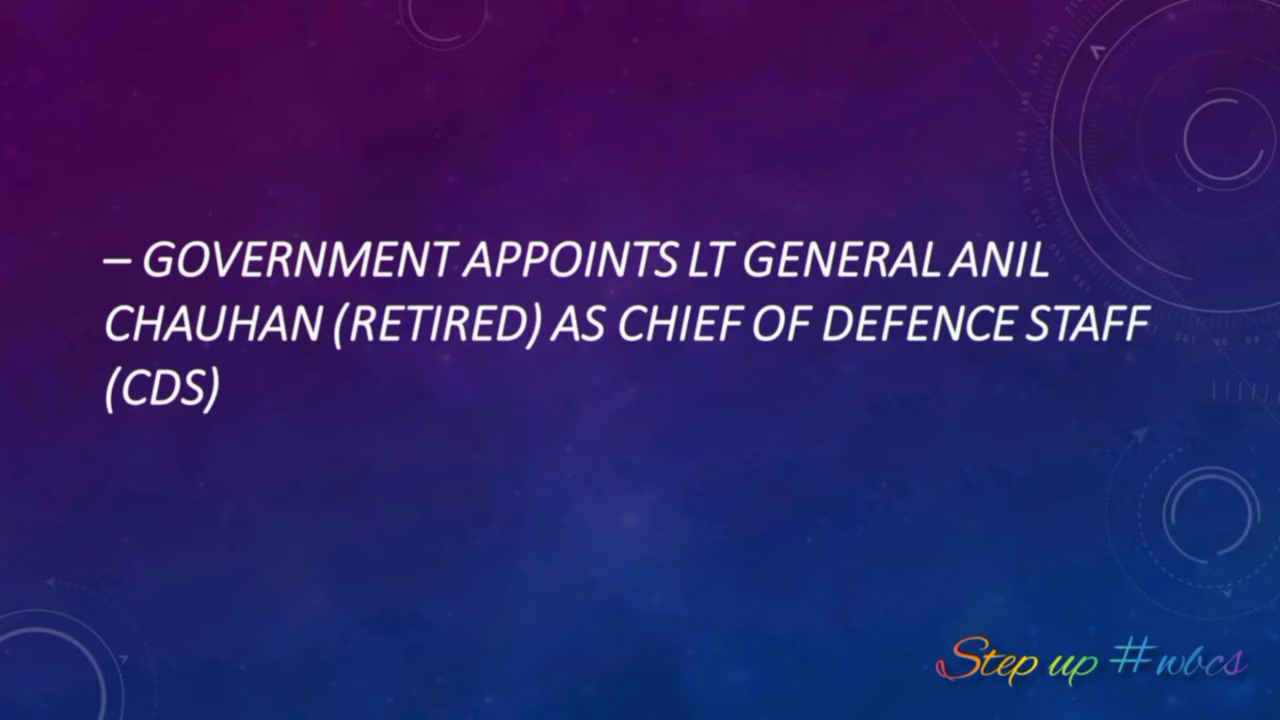 – GOVERNMENT APPOINTS LT GENERAL ANIL
CHAUHAN (RETIRED) AS CHIEF OF DEFENCE STAFF
(CDS)
Step up #wbcs